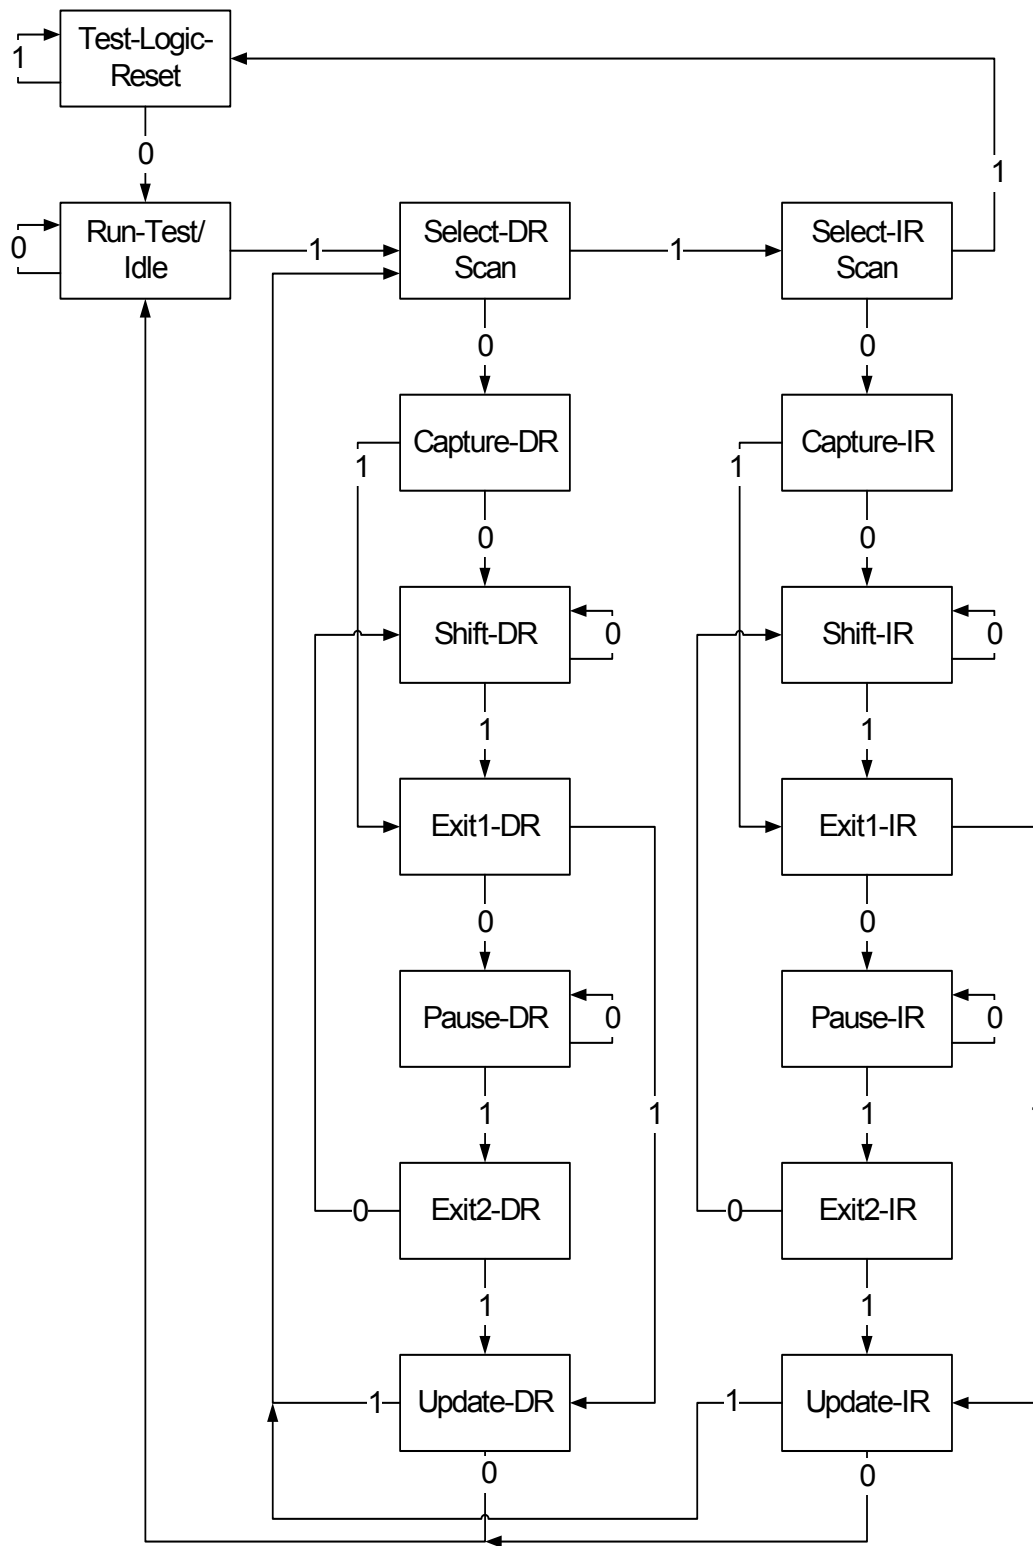 Test-Logic-
Reset
1
0
1
Run-Test/
Idle
0
1
Select-DR
Scan
1
Select-IR
Scan
0
0
Capture-DR
1
Capture-IR
1
0
0
Shift-DR
0
Shift-IR
0
1
1
Exit1-DR
Exit1-IR
0
0
Pause-DR
0
Pause-IR
0
1
1
1
Exit2-DR
0
Exit2-IR
0
1
1
Update-DR
1
Update-IR
1
0
0